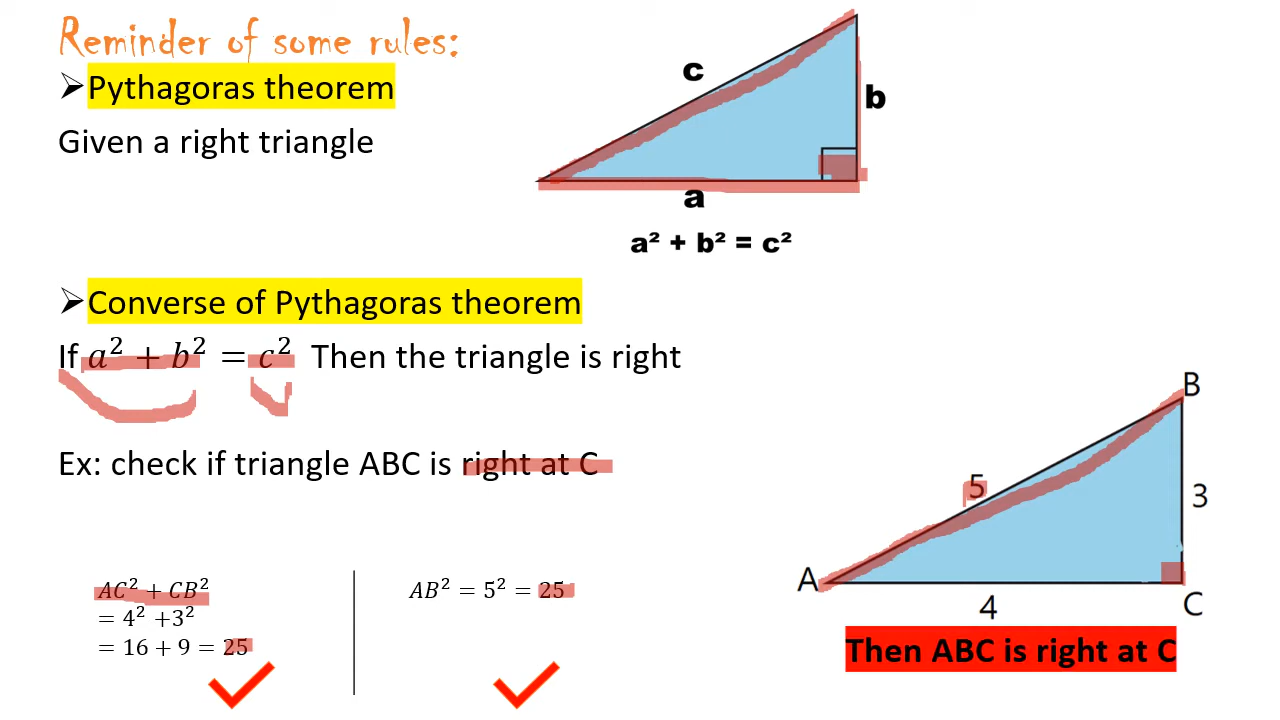 Reminder of some rules:
➢Pythagoras theorem
Given a right triangle
c
b
a
a² + b² = c²
➢Converse of Pythagoras theorem
If a² + b² = c² Then the triangle is right
Ex: check if triangle ABC is right at C
B
5
3
A
4
C
AC² + CB²
= 4² +3²
= 16 + 9 = 25
AB² = 5² = 25
Then ABC is right at C